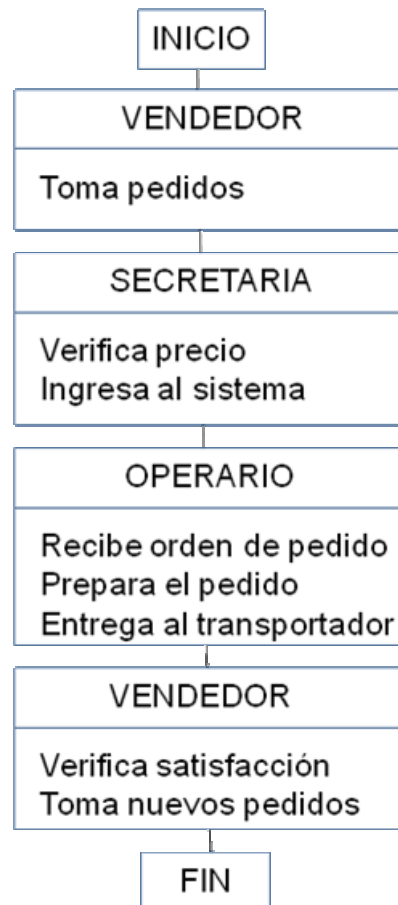 INICIO
VENDEDOR
Toma pedidos
SECRETARIA
Verifica precio
Ingresa al sistema
OPERARIO
Recibe orden de pedido
Prepara el pedido
Entrega al transportador
VENDEDOR
Verifica satisfacción
Toma nuevos pedidos
FIN